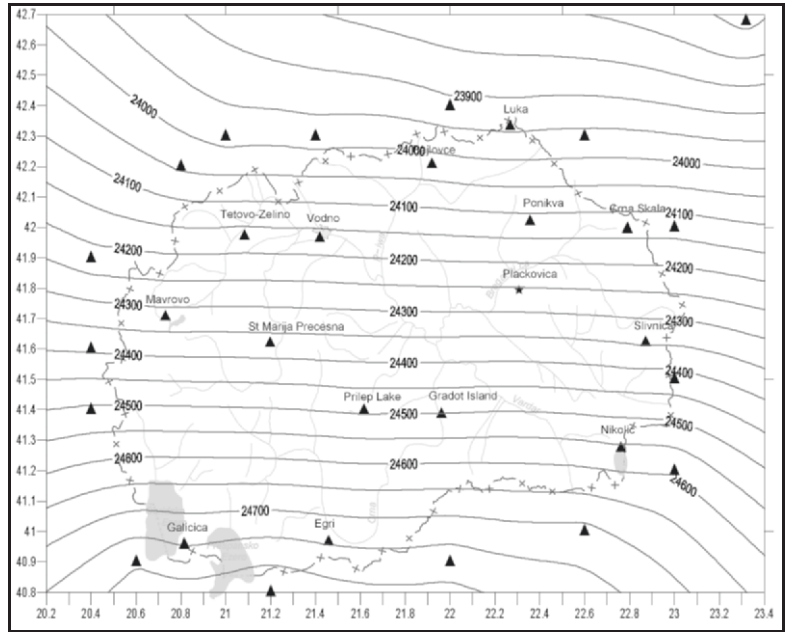 42.7
42.6
42.5
42.4
42.3
42.2
42.1
42
41.9
41.8
41.7
41.6
41.5
41.4
41.3
41.2
41.1
41
40.9
40.8
23900
24000
Luka
24000
24000
24100
Ponikva
24100
Crna Skala
24100
Tetovo-Zelino
Vodno
24200
24200
24200
Plackovica
Mavrovo
24300
24300
24300
St Marija Precesna
Slivnica
24400
24400
24400
Prilep Lake
Gradot Island
Vardar
24500
24500
24500
Nikolic
24600
24600
24600
24700
Galicica
Egri
Crna
20.2 20.4 20.6 20.8 21 21.2 21.4 21.6 21.8 22 22.2 22.4 22.6 22.8 23 23.2 23.4